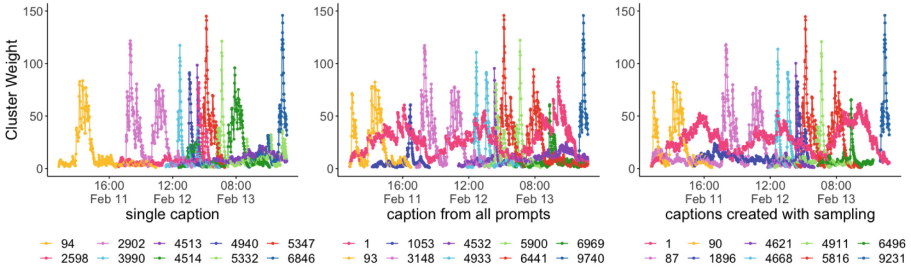 Cluster Weight
150
100
50
0
16:00 12:00 08:00
Feb 11 Feb 12 Feb 13
single caption
94 2902 4513 4940 5347
2598 3990 4514 5332 6846
150
100
50
0
16:00 12:00 08:00
Feb 11 Feb 12 Feb 13
caption from all prompts
1 1053 4532 5900 6969
93 3148 4933 6441 9740
150
100
50
0
16:00 12:00 08:00
Feb 11 Feb 12 Feb 13
captions created with sampling
1 90 4621 4911 6496
87 1896 4668 5816 9231